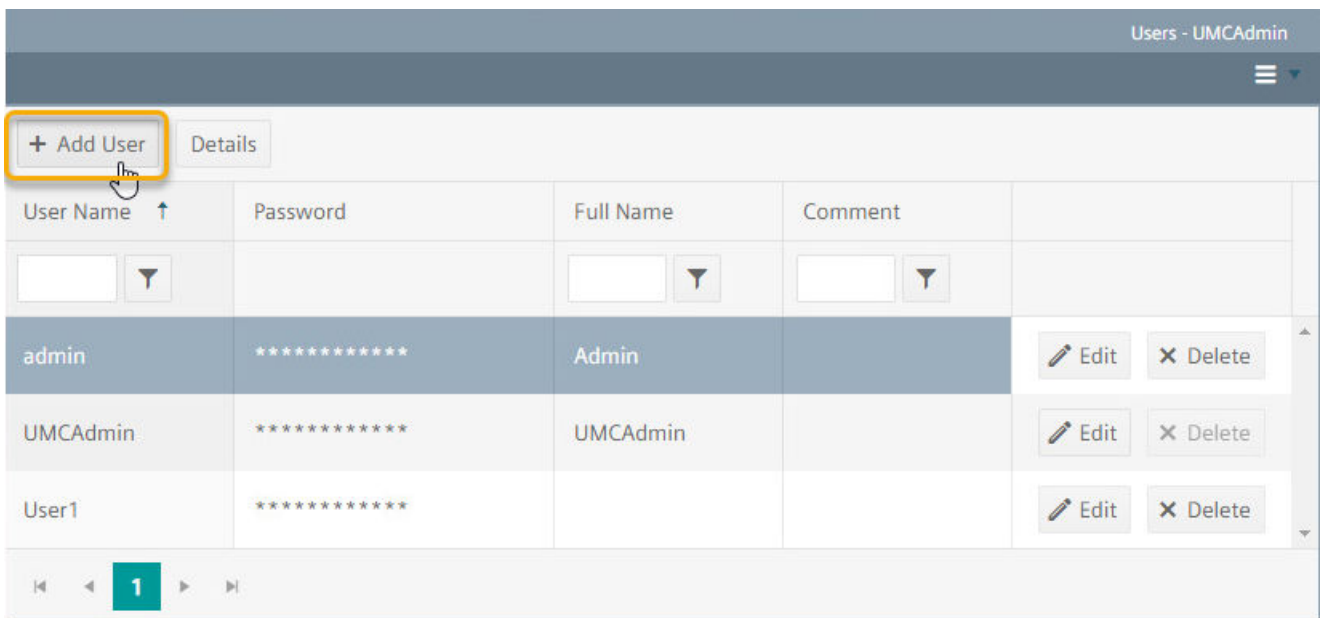 Users - UMCAdmin
+ Add User Details
User Name ↑ Password Full Name Comment
admin ************ Admin Edit × Delete
UMCAdmin ************ UMCAdmin Edit × Delete
User1 ************ Edit × Delete
1